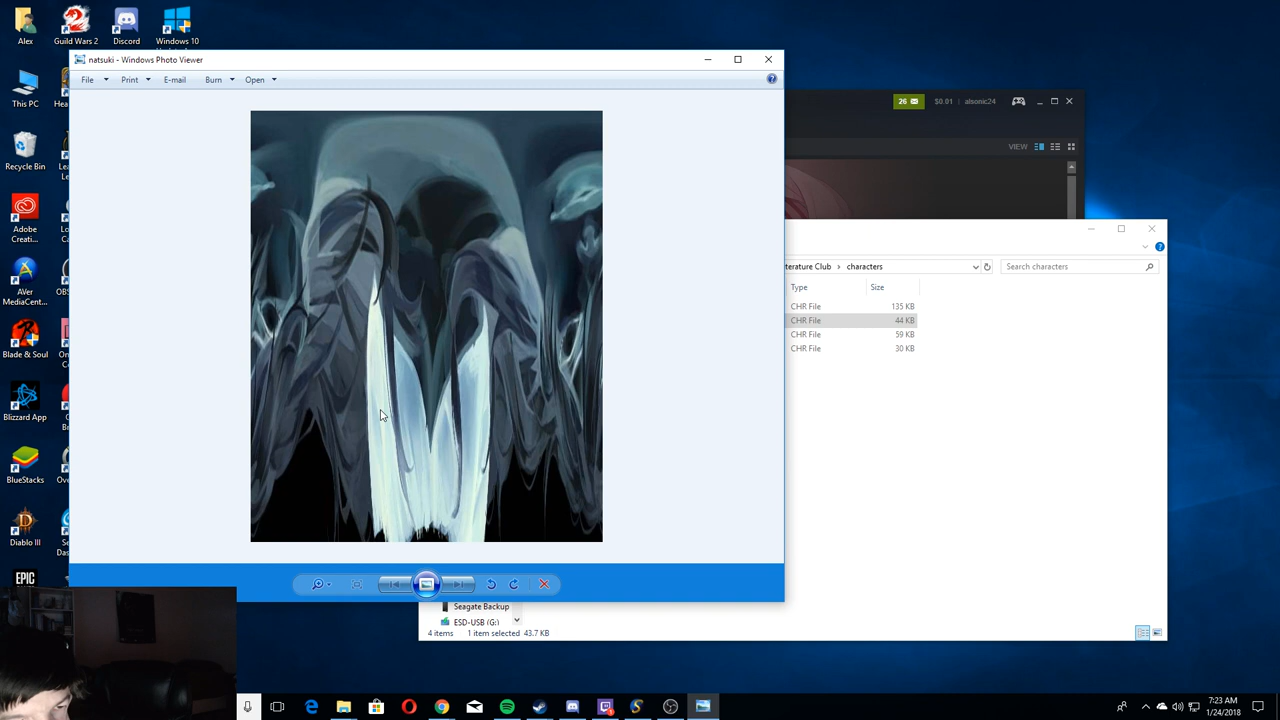 Alex
Guild Wars 2
Discord
Windows 10
natsuki - Windows Photo Viewer
File
Print
E-mail
Burn
Open
This PC
Recycle Bin
Adobe
Creati...
AVer
MediaCent...
Blade & Soul
Blizzard App
BlueStacks
Diablo III
EPIC
26
$0.01
alsonic24
VIEW
terature Club
characters
Search characters
Type
Size
CHR File
135 KB
CHR File
44 KB
CHR File
59 KB
CHR File
30 KB
Seagate Backup
ESD-USB (G:)
4 items
1 item selected
43.7 KB
7:23 AM
1/24/2018